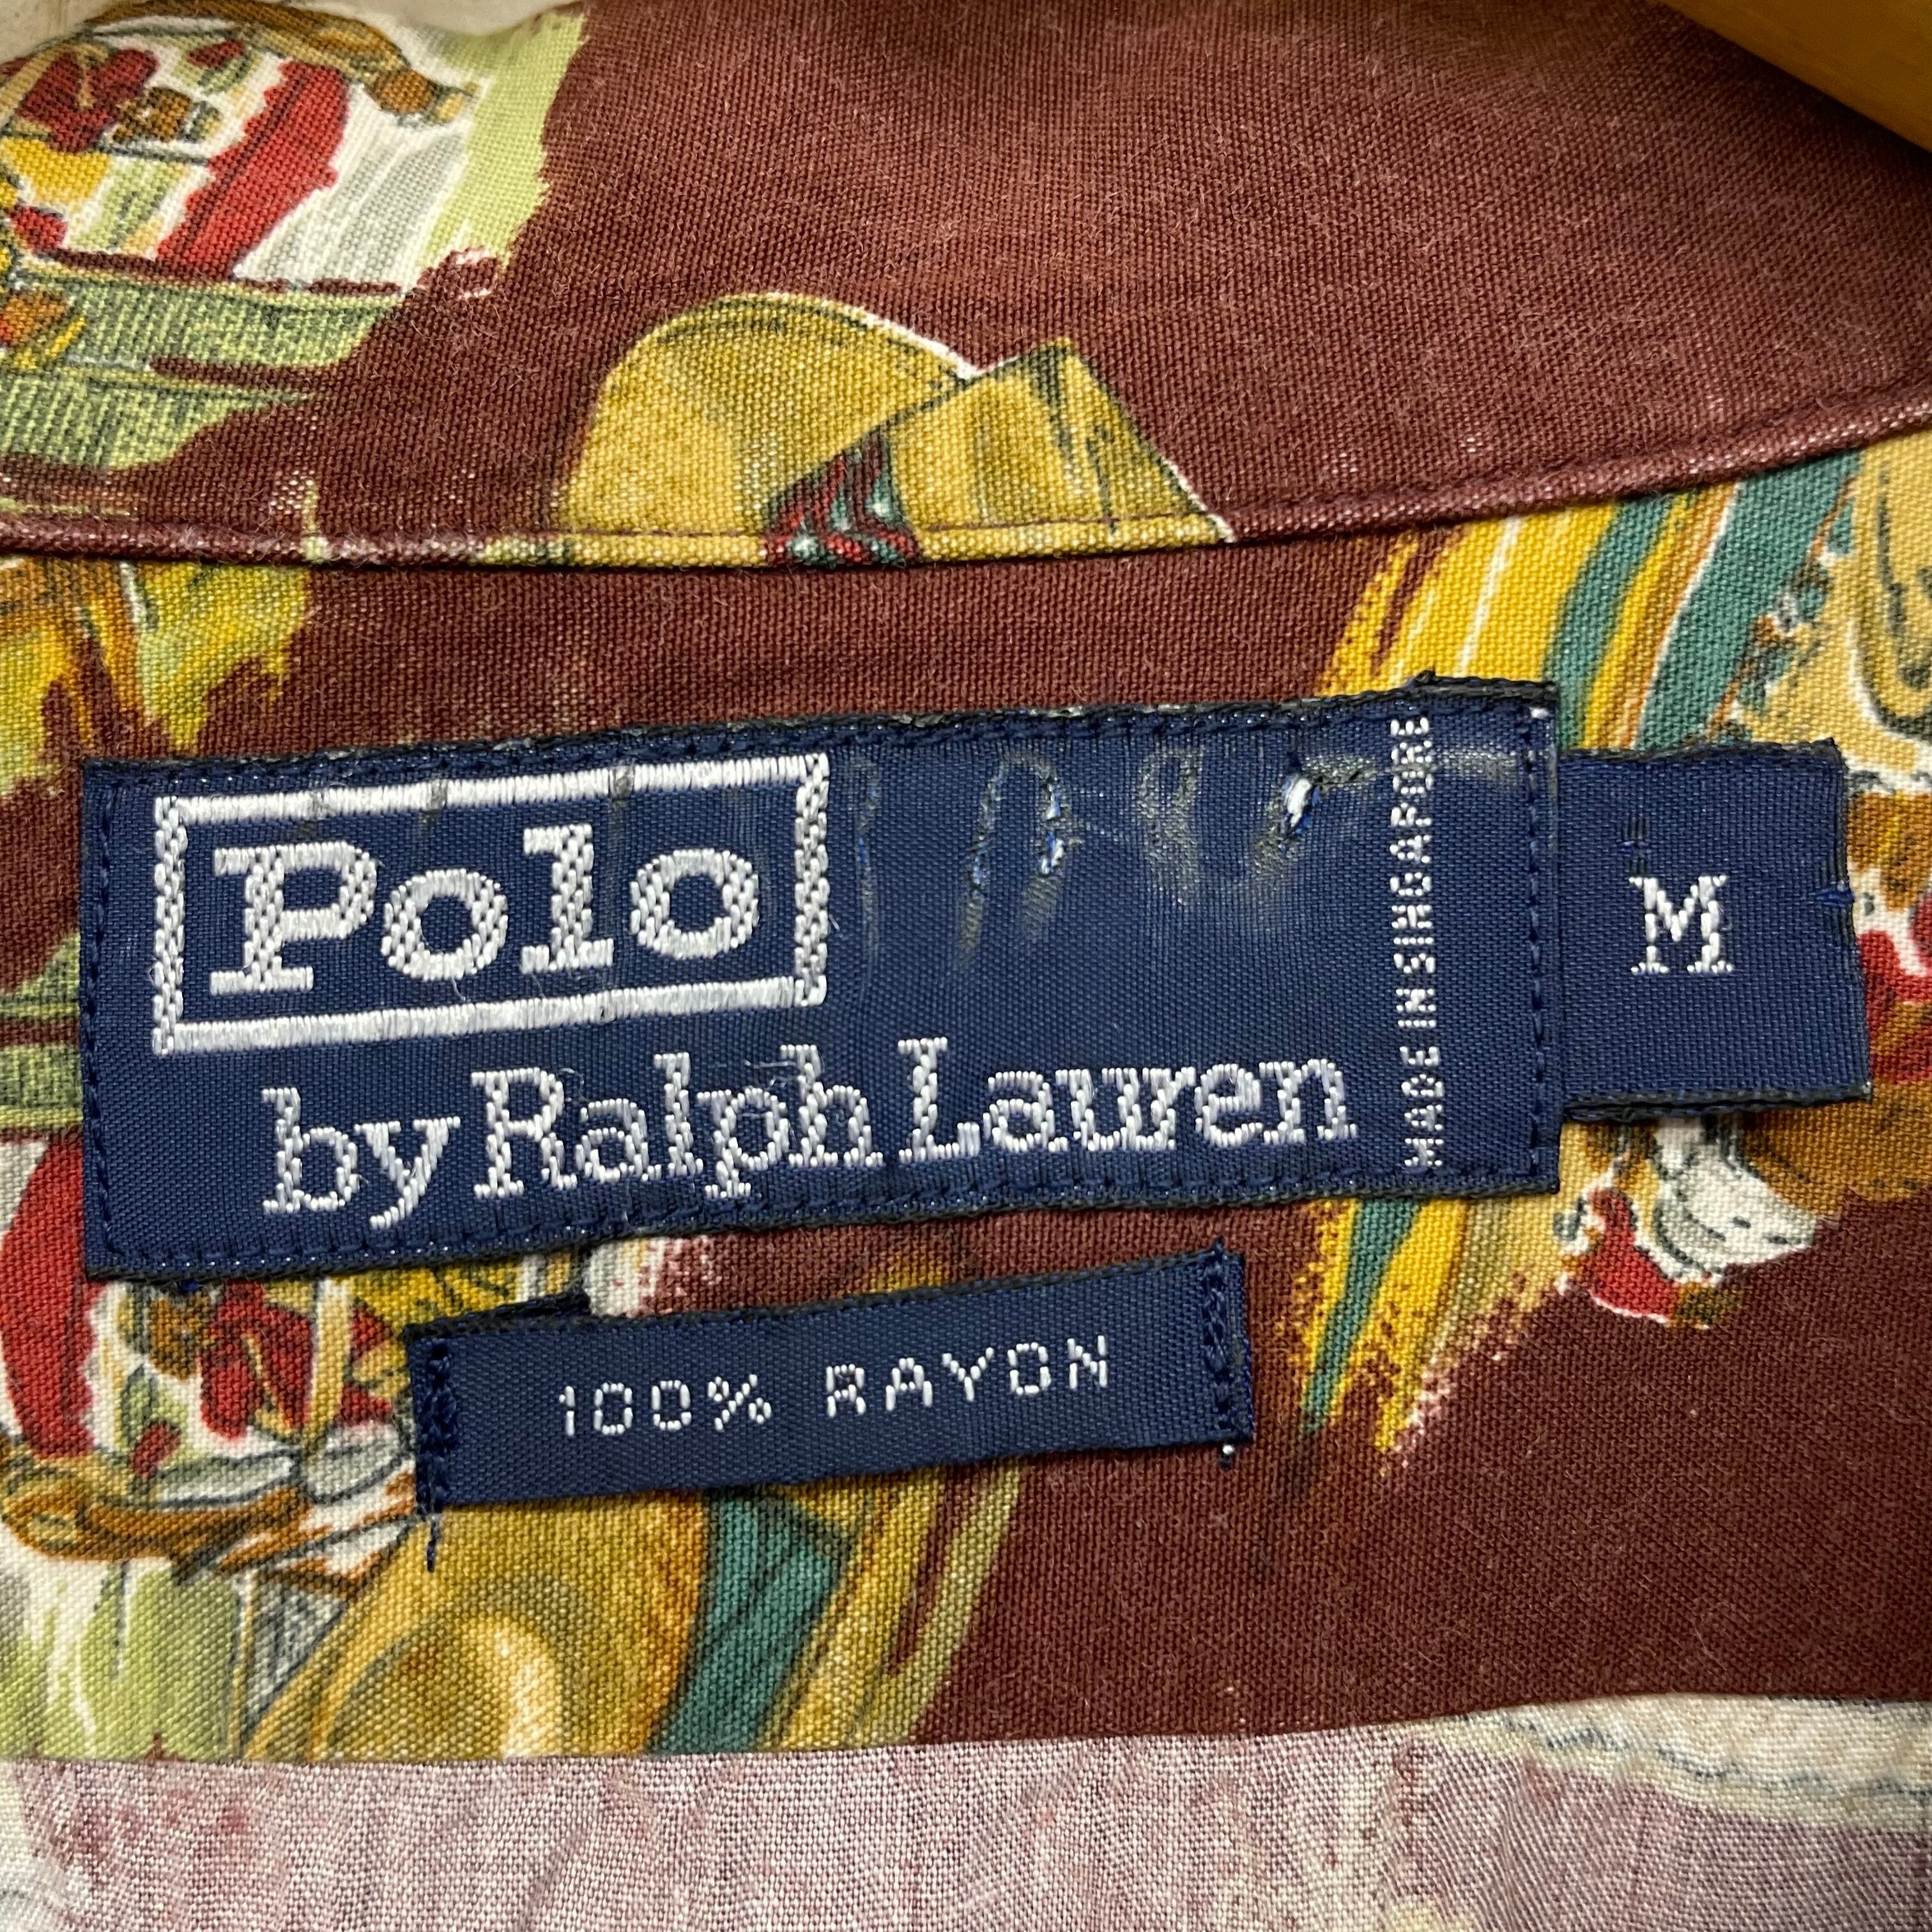 Polo
by Ralph Lauren
MADE IN SINGAPORE
M
100% RAYON